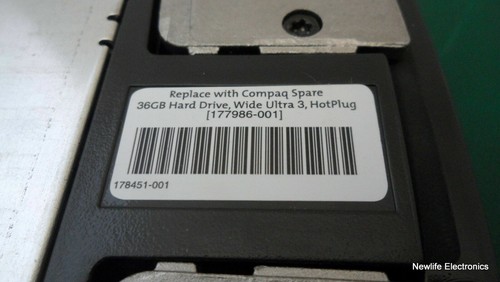 Replace with Compaq Spare
36GB Hard Drive, Wide Ultra 3, HotPlug
[177986-001]
178451-001
Newlife Electronics